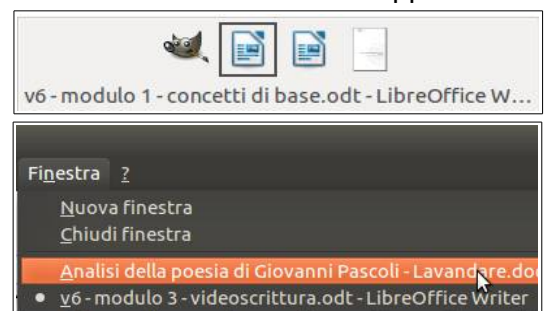 v6 - modulo 1 - concetti di base.odt - LibreOffice W...
Finestra ?
Nuova finestra
Chiudi finestra
Analisi della poesia di Giovanni Pascoli - Lavandare.doc
v6 - modulo 3 - videoscrittura.odt - LibreOffice Writer